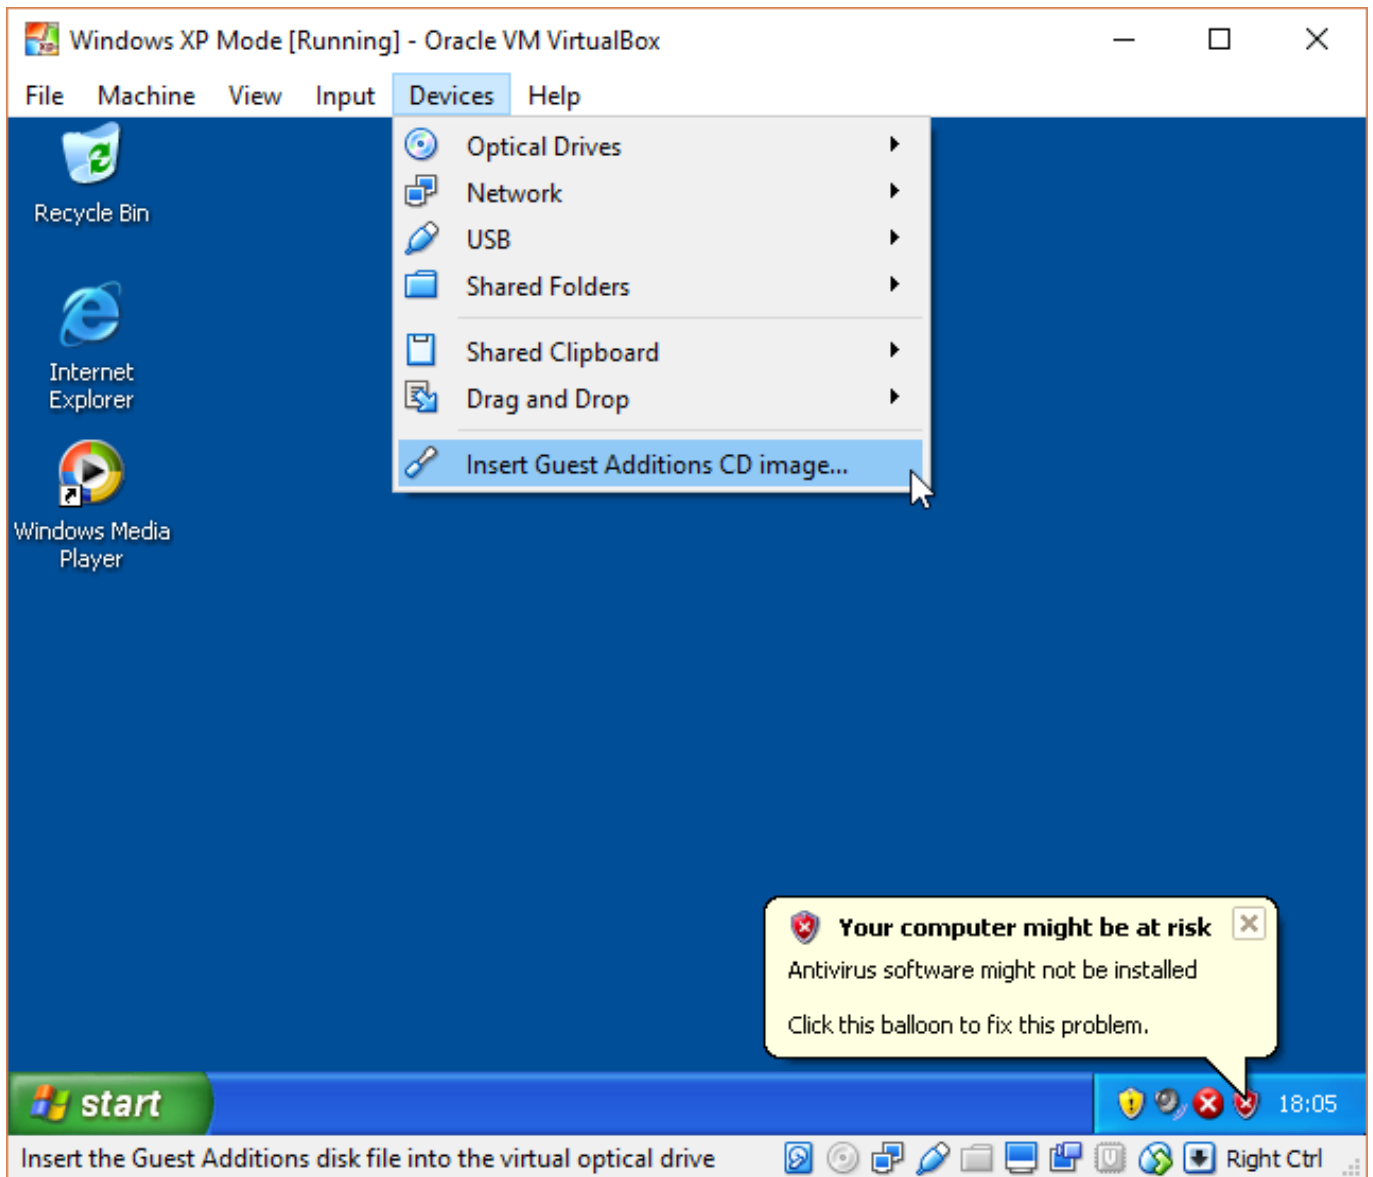 Windows XP Mode [Running] - Oracle VM VirtualBox
File Machine View Input Devices Help
Optical Drives
Network
USB
Shared Folders
Shared Clipboard
Drag and Drop
Insert Guest Additions CD image...
Recycle Bin
Internet
Explorer
Windows Media
Player
Your computer might be at risk
Antivirus software might not be installed
Click this balloon to fix this problem.
start
18:05
Insert the Guest Additions disk file into the virtual optical drive
Right Ctrl